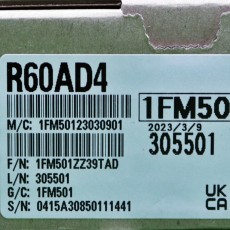 R60AD4
1FM50
M/C: 1FM50123030901
2023/3/9
305501
F/N: 1FM501ZZ39TAD
L/N: 305501
G/C: 1FM501
S/N: 0415A30850111441
UK
CA